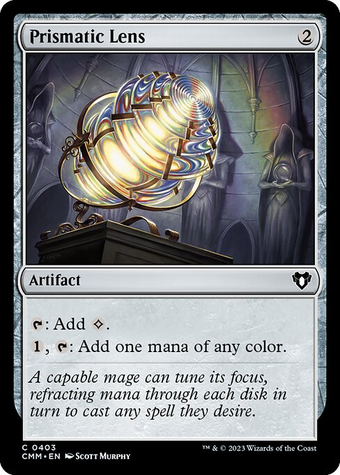 Prismatic Lens 2
Artifact
: Add .
1, : Add one mana of any color.
A capable mage can tune its focus,
refracting mana through each disk in
turn to cast any spell they desire.
C 0403
CMM • EN Scott Murphy
™ & © 2023 Wizards of the Coast